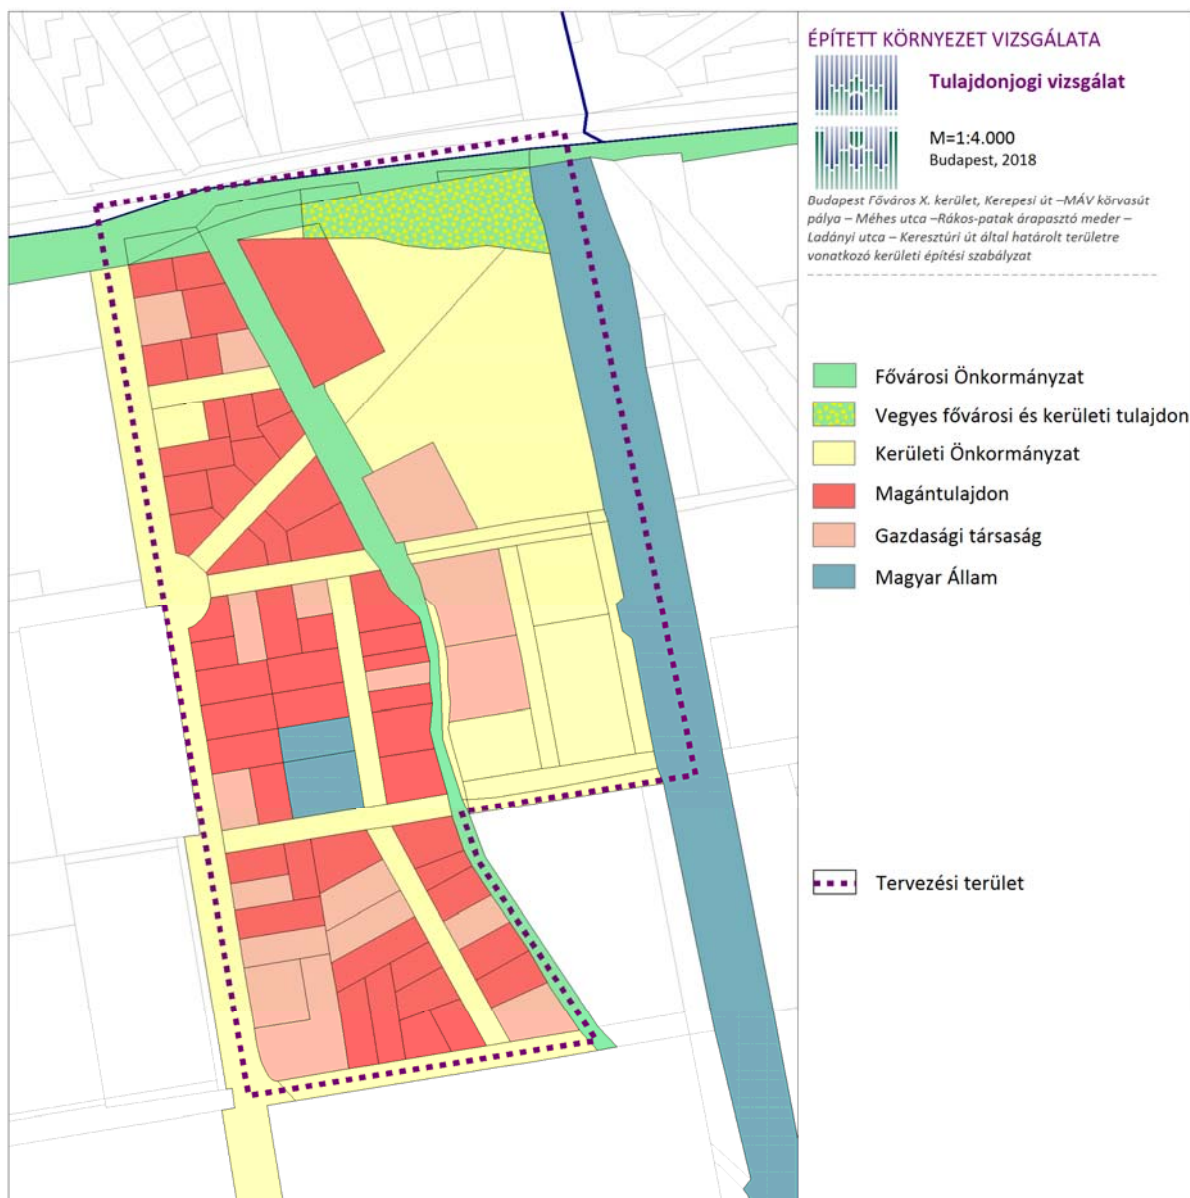 ÉPÍTETT KÖRNYEZET VIZSGÁLATA
Tulajdonjogi vizsgálat
M=1:4.000
Budapest, 2018
Budapest Főváros X. kerület, Kerepesi út –MÁV körvasút
pálya – Méhes utca –Rákos-patak árapasztó meder –
Ladányi utca – Keresztúri út által határolt területre
vonatkozó kerületi építési szabályzat
Fővárosi Önkormányzat
Vegyes fővárosi és kerületi tulajdon
Kerületi Önkormányzat
Magántulajdon
Gazdasági társaság
Magyar Állam
Tervezési terület